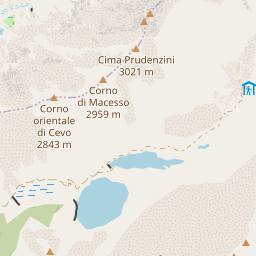 Cima Prudenzini
3021 m
Corno
di Macesso
2959 m
Corno
orientale
di Cevo
2843 m